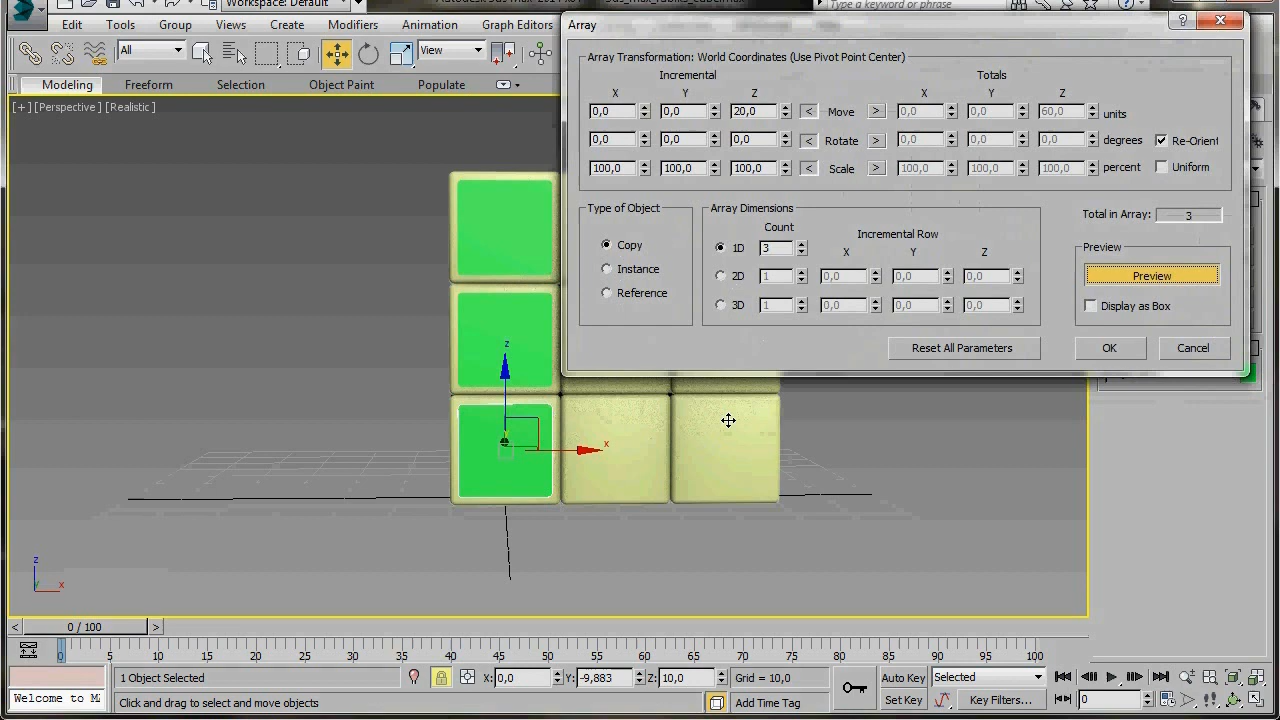 Workspace: Default
Type a keyword or phrase
Edit Tools Group Views Create Modifiers Animation Graph Editors
All View
Modeling Freeform Selection Object Paint Populate
[+] [Perspective] [Realistic]
Array
Array Transformation: World Coordinates (Use Pivot Point Center)
Incremental Totals
X Y Z X Y Z
0,0 0,0 20,0 < Move > 0,0 0,0 60,0 units
0,0 0,0 0,0 < Rotate > 0,0 0,0 0,0 degrees Re-Orient
100,0 100,0 100,0 < Scale > 100,0 100,0 100,0 percent Uniform
Type of Object
Copy
Instance
Reference
Array Dimensions
Count
Incremental Row
X Y Z
1D 3
2D 1 0,0 0,0 0,0
3D 1 0,0 0,0 0,0
Total in Array: 3
Preview
Preview
Display as Box
Reset All Parameters OK Cancel
z
x
z
y x
< 0 / 100 >
0 5 10 15 20 25 30 35 40 45 50 55 60 65 70 75 80 85 90 95 100
1 Object Selected X: 0,0 Y: -9,883 Z: 10,0 Grid = 10,0 Auto Key Selected
Welcome to M Click and drag to select and move objects Add Time Tag Set Key Key Filters... 0